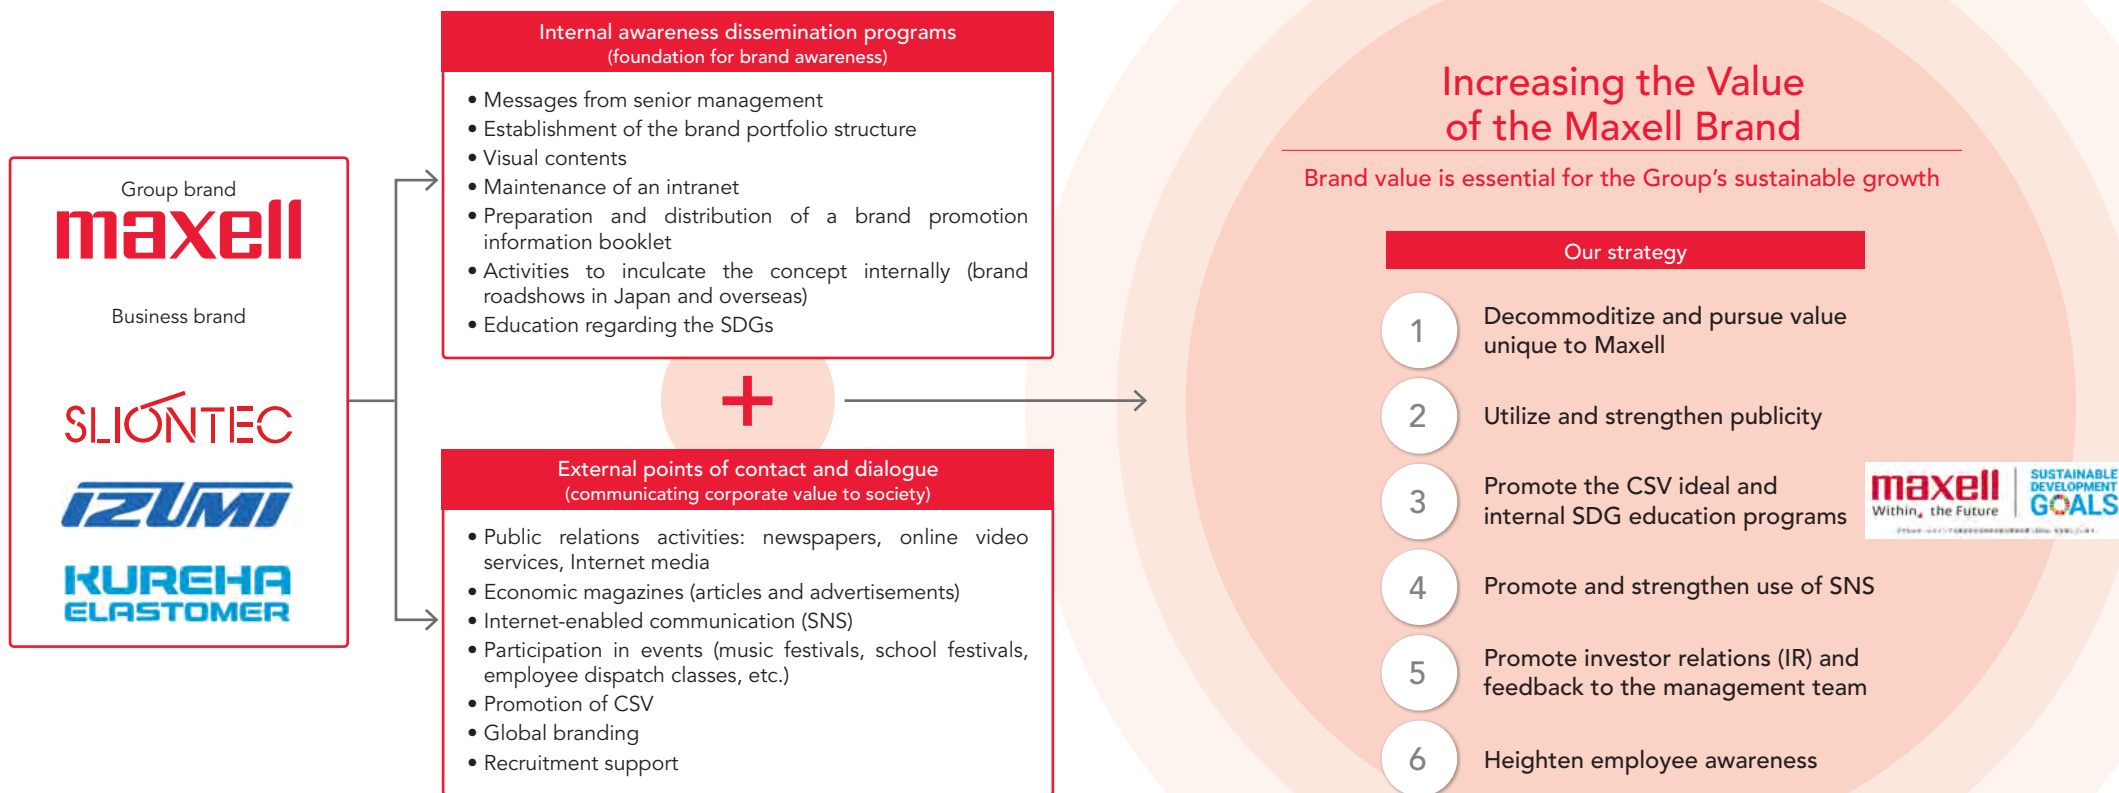 Group brand
maxell
Business brand
SLIONTEC
IZUMI
KUREHA
ELASTOMER
Internal awareness dissemination programs
(foundation for brand awareness)
• Messages from senior management
• Establishment of the brand portfolio structure
• Visual contents
• Maintenance of an intranet
• Preparation and distribution of a brand promotion
information booklet
• Activities to inculcate the concept internally (brand
roadshows in Japan and overseas)
• Education regarding the SDGs
+
External points of contact and dialogue
(communicating corporate value to society)
• Public relations activities: newspapers, online video
services, Internet media
• Economic magazines (articles and advertisements)
• Internet-enabled communication (SNS)
• Participation in events (music festivals, school festivals,
employee dispatch classes, etc.)
• Promotion of CSV
• Global branding
• Recruitment support
Increasing the Value
of the Maxell Brand
Brand value is essential for the Group’s sustainable growth
Our strategy
1
Decommoditize and pursue value
unique to Maxell
2
Utilize and strengthen publicity
3
Promote the CSV ideal and
internal SDG education programs
maxell
Within, the Future
SUSTAINABLE
DEVELOPMENT
GOALS
4
Promote and strengthen use of SNS
5
Promote investor relations (IR) and
feedback to the management team
6
Heighten employee awareness